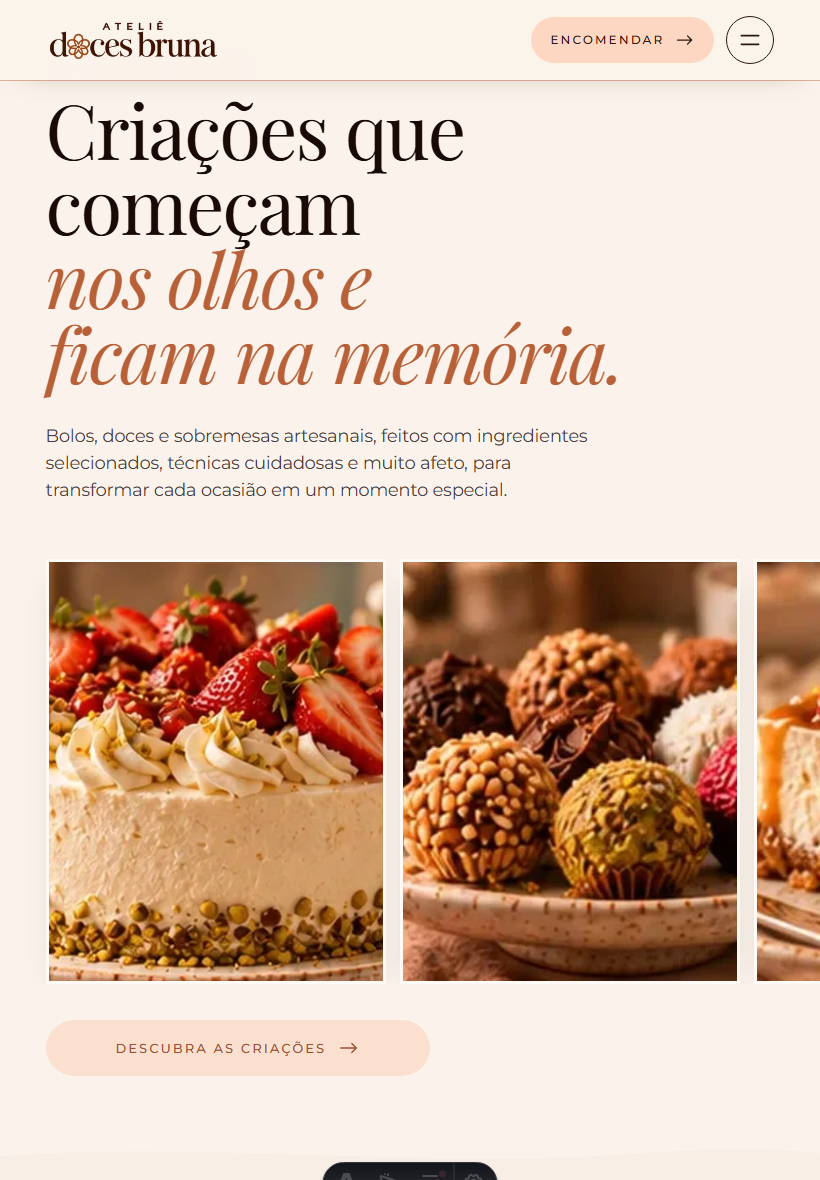 ATELIÊ
doces bruna
ENCOMENDAR
Criações que
começam
nos olhos e
ficam na memória.
Bolos, doces e sobremesas artesanais, feitos com ingredientes
selecionados, técnicas cuidadosas e muito afeto, para
transformar cada ocasião em um momento especial.
DESCUBRA AS CRIAÇÕES